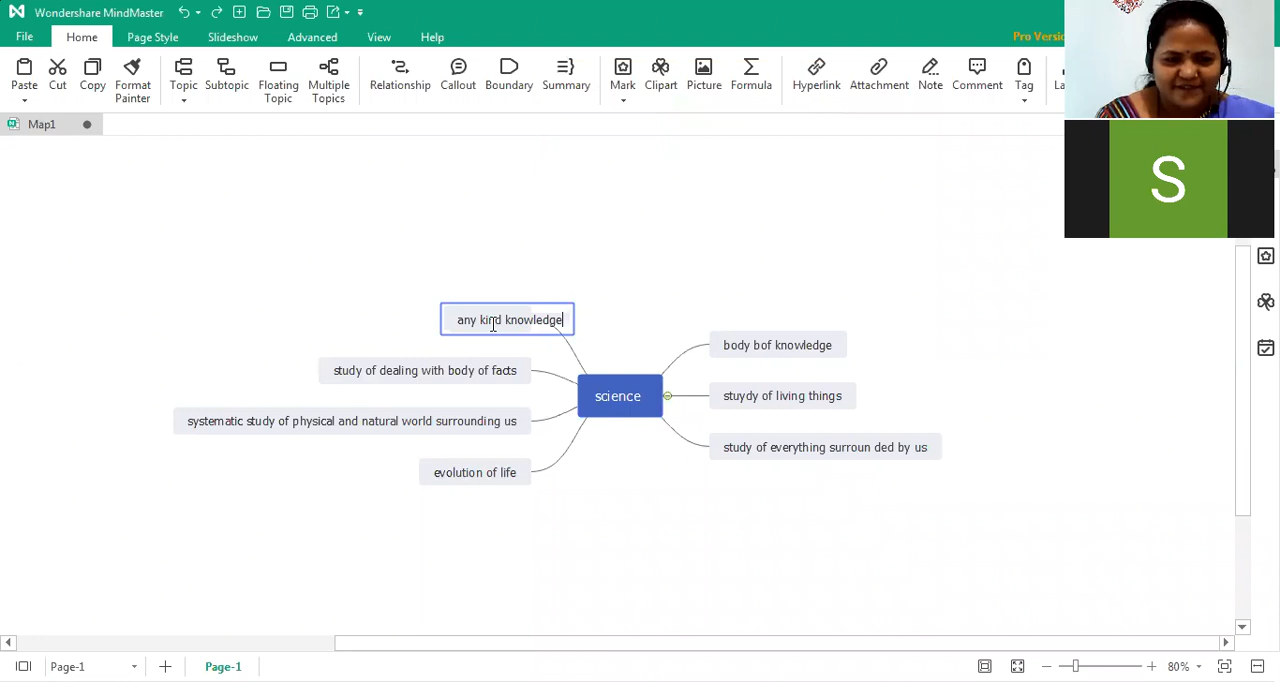 Wondershare MindMaster
File Home Page Style Slideshow Advanced View Help
Pro Versio
Paste Cut Copy Format Painter Topic Subtopic Floating Topic Multiple Topics Relationship Callout Boundary Summary Mark Clipart Picture Formula Hyperlink Attachment Note Comment Tag La
Map1
S
any kind knowledge
study of dealing with body of facts
systematic study of physical and natural world surrounding us
evolution of life
science
body bof knowledge
stuydy of living things
study of everything surroun ded by us
Page-1 Page-1 80%